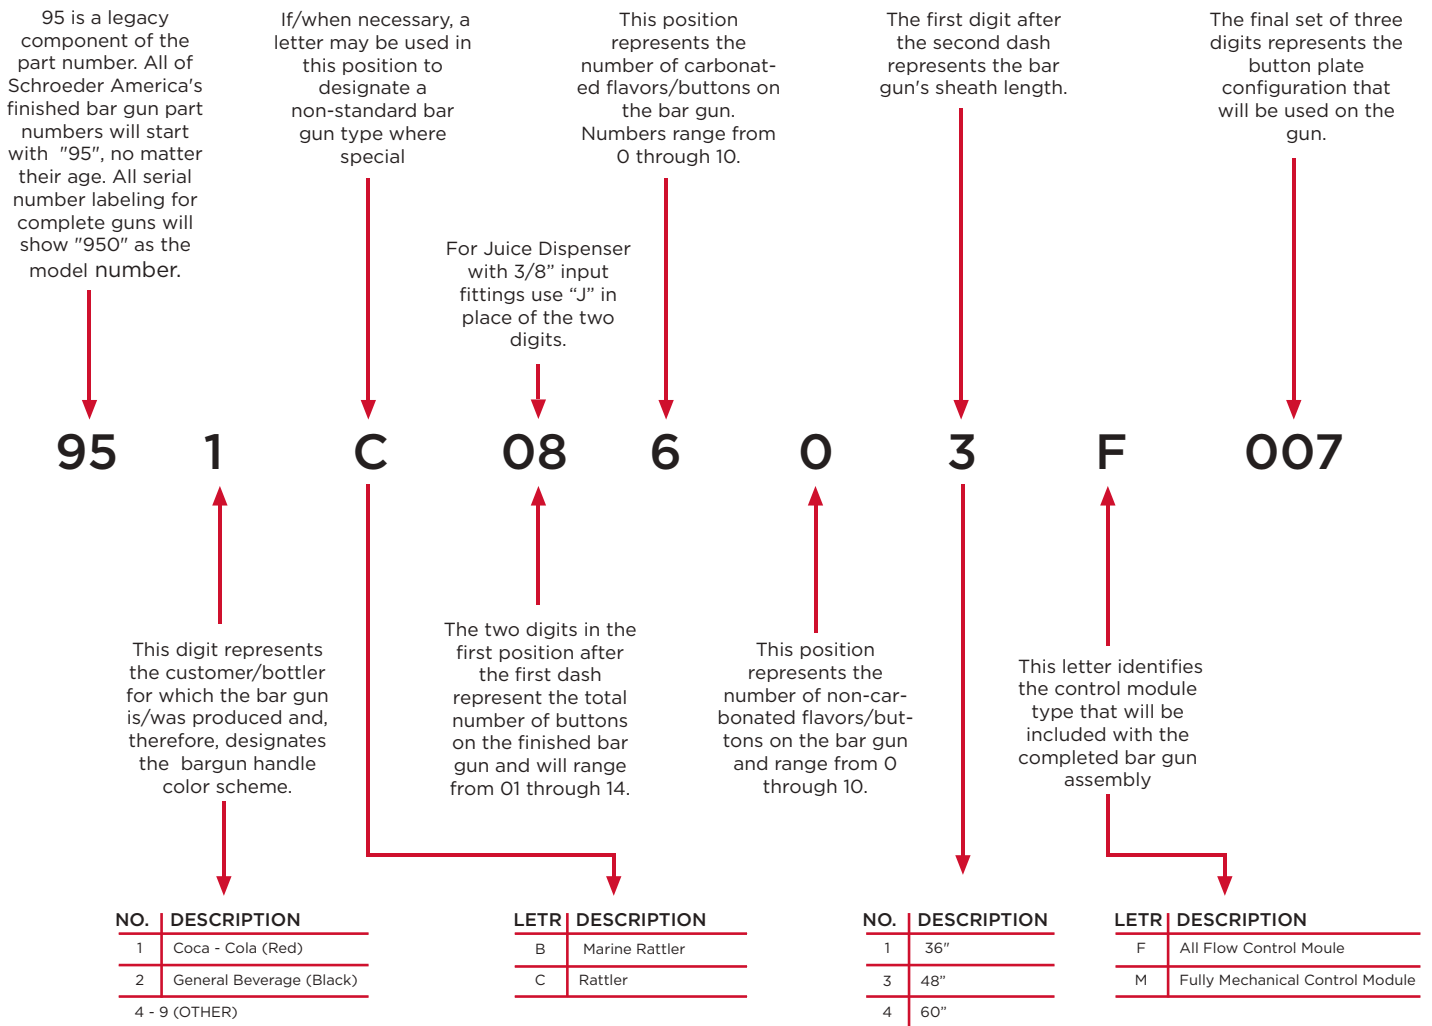 95 is a legacy
component of the
part number. All of
Schroeder America's
finished bar gun part
numbers will start
with "95", no matter
their age. All serial
number labeling for
complete guns will
show "950" as the
model number.
If/when necessary, a
letter may be used in
this position to
designate a
non-standard bar
gun type where
special
This position
represents the
number of carbonat-
ed flavors/buttons on
the bar gun.
Numbers range from
0 through 10.
The first digit after
the second dash
represents the bar
gun's sheath length.
The final set of three
digits represents the
button plate
configuration that
will be used on the
gun.
For Juice Dispenser
with 3/8” input
fittings use “J” in
place of the two
digits.
95 1 C 08 6 0 3 F 007
This digit represents
the customer/bottler
for which the bar gun
is/was produced and,
therefore, designates
the bargun handle
color scheme.
The two digits in the
first position after
the first dash
represent the total
number of buttons
on the finished bar
gun and will range
from 01 through 14.
This position
represents the
number of non-car-
bonated flavors/but-
tons on the bar gun
and range from 0
through 10.
This letter identifies
the control module
type that will be
included with the
completed bar gun
assembly
NO. DESCRIPTION
1 Coca - Cola (Red)
2 General Beverage (Black)
4 - 9 (OTHER)
LETR DESCRIPTION
B Marine Rattler
C Rattler
NO. DESCRIPTION
1 36"
3 48”
4 60”
LETR DESCRIPTION
F All Flow Control Moule
M Fully Mechanical Control Module